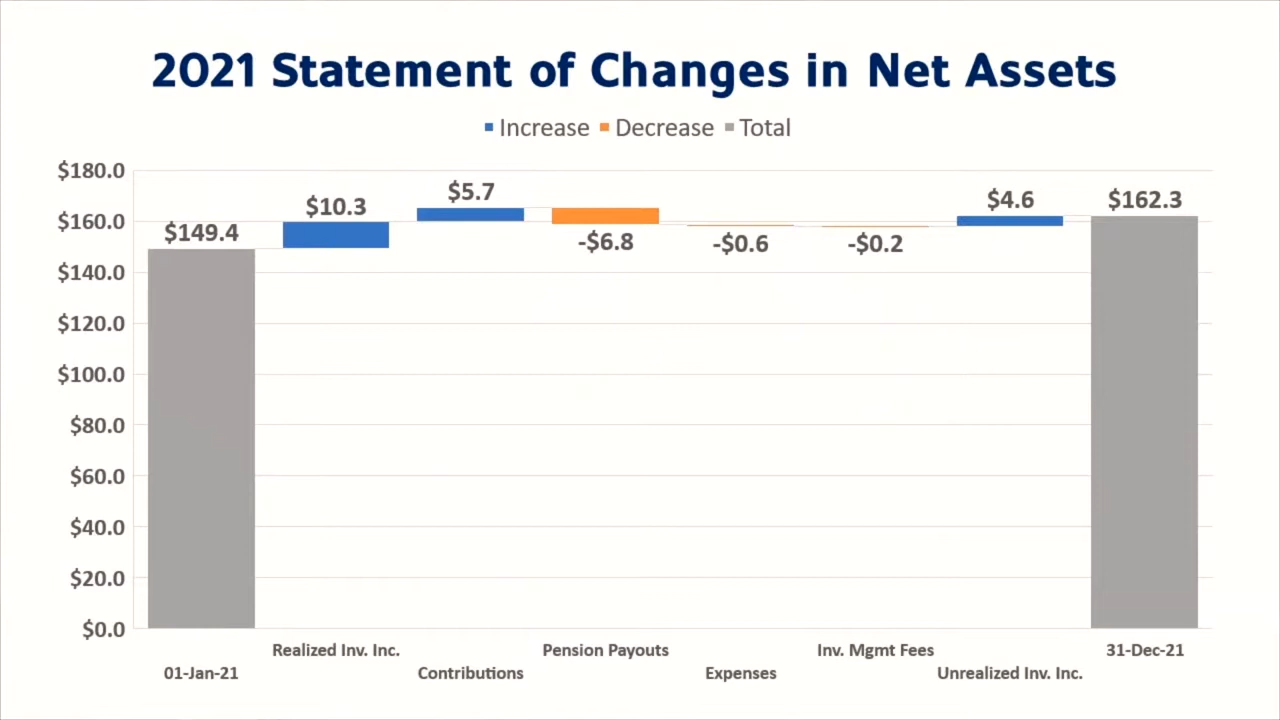 2021 Statement of Changes in Net Assets
Increase Decrease Total
$180.0
$160.0
$140.0
$120.0
$100.0
$80.0
$60.0
$40.0
$20.0
$0.0
$149.4
$10.3
$5.7
-$6.8
-$0.6
-$0.2
$4.6
$162.3
01-Jan-21
Realized Inv. Inc.
Contributions
Pension Payouts
Expenses
Inv. Mgmt Fees
Unrealized Inv. Inc.
31-Dec-21